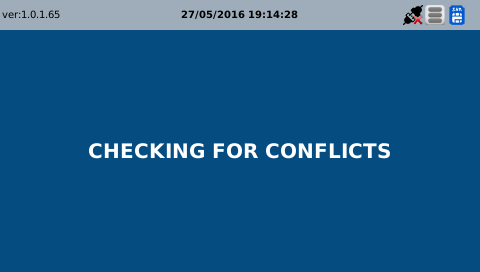 ver:1.0.1.65
27/05/2016 19:14:28
CHECKING FOR CONFLICTS